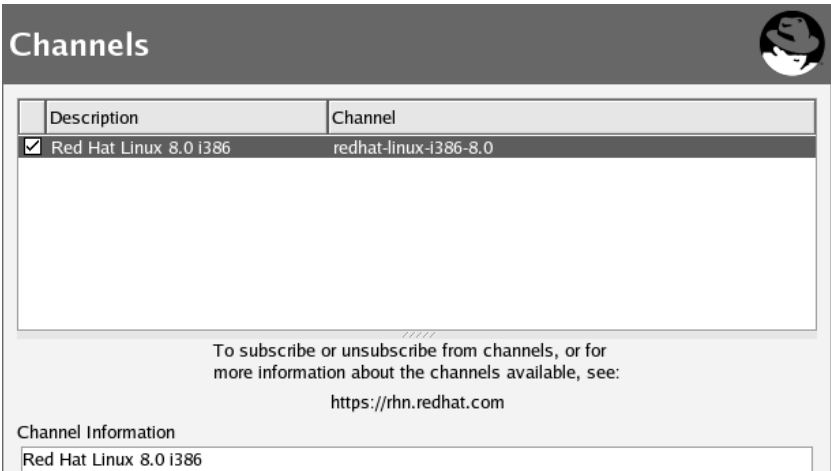 Channels
Description Channel
Red Hat Linux 8.0 i386 redhat-linux-i386-8.0
To subscribe or unsubscribe from channels, or for
more information about the channels available, see:
https://rhn.redhat.com
Channel Information
Red Hat Linux 8.0 i386